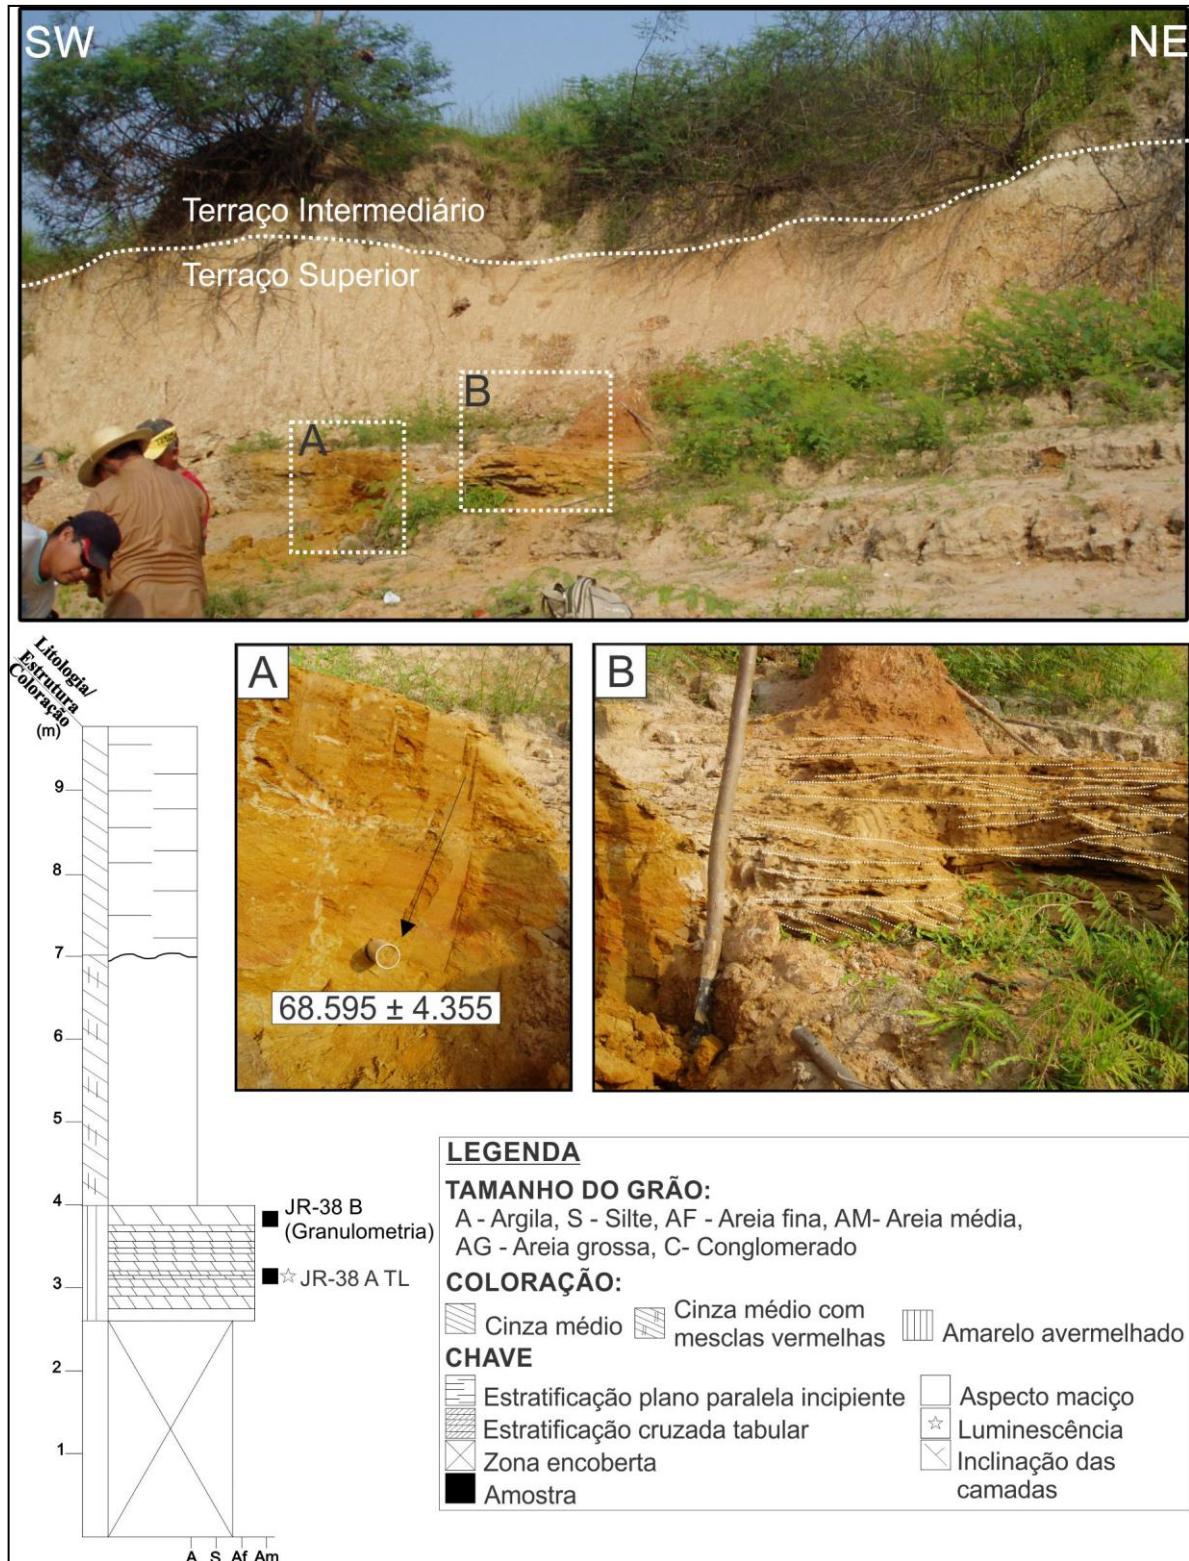 SW
NE
Terraço Intermediário
Terraço Superior
A
B
Litologia/
Estrutura
Coloração
(m)
9
8
7
6
5
4
3
2
1
A S Af Am
JR-38 B
(Granulometria)
JR-38 A TL
A
68.595 ± 4.355
B
LEGENDA
TAMANHO DO GRÃO:
A - Argila, S - Silte, AF - Areia fina, AM- Areia média,
AG - Areia grossa, C- Conglomerado
COLORAÇÃO:
Cinza médio
Cinza médio com
mesclas vermelhas
Amarelo avermelhado
CHAVE
Estratificação plano paralela incipiente
Estratificação cruzada tabular
Zona encoberta
Amostra
Aspecto maciço
Luminescência
Inclinação das
camadas